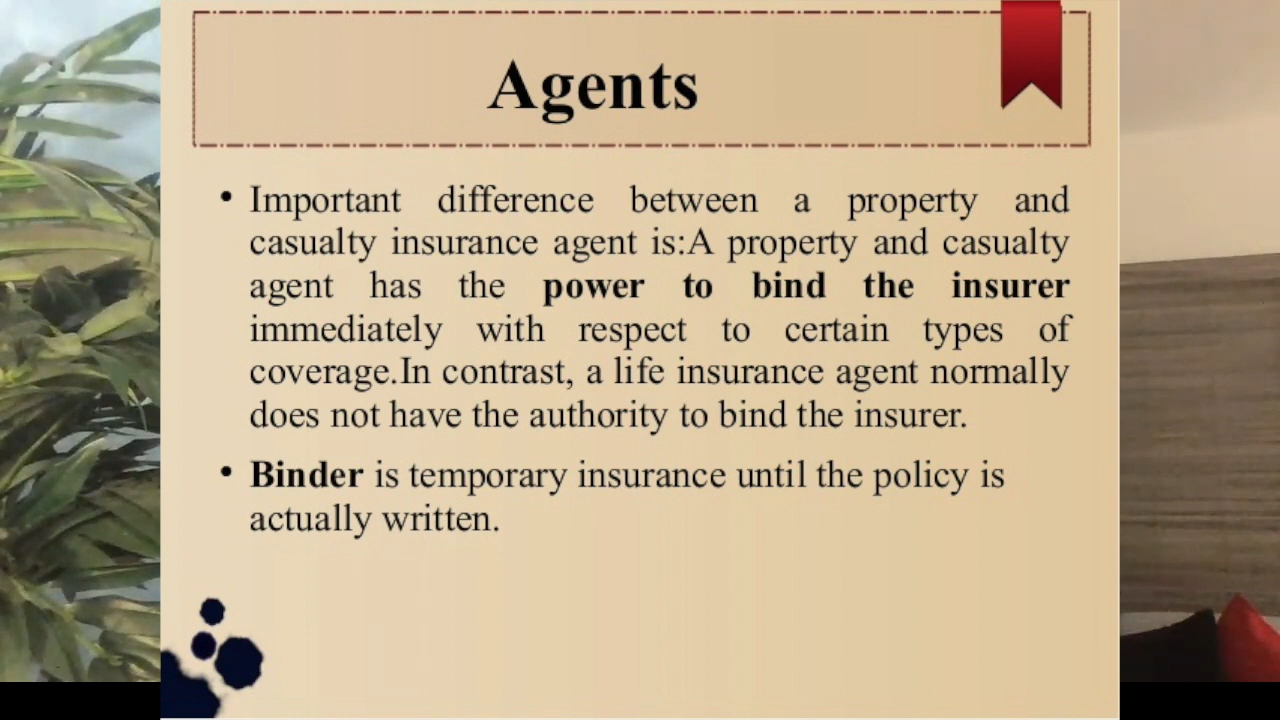 Agents
• Important difference between a property and
casualty insurance agent is:A property and casualty
agent has the power to bind the insurer
immediately with respect to certain types of
coverage.In contrast, a life insurance agent normally
does not have the authority to bind the insurer.
• Binder is temporary insurance until the policy is
actually written.